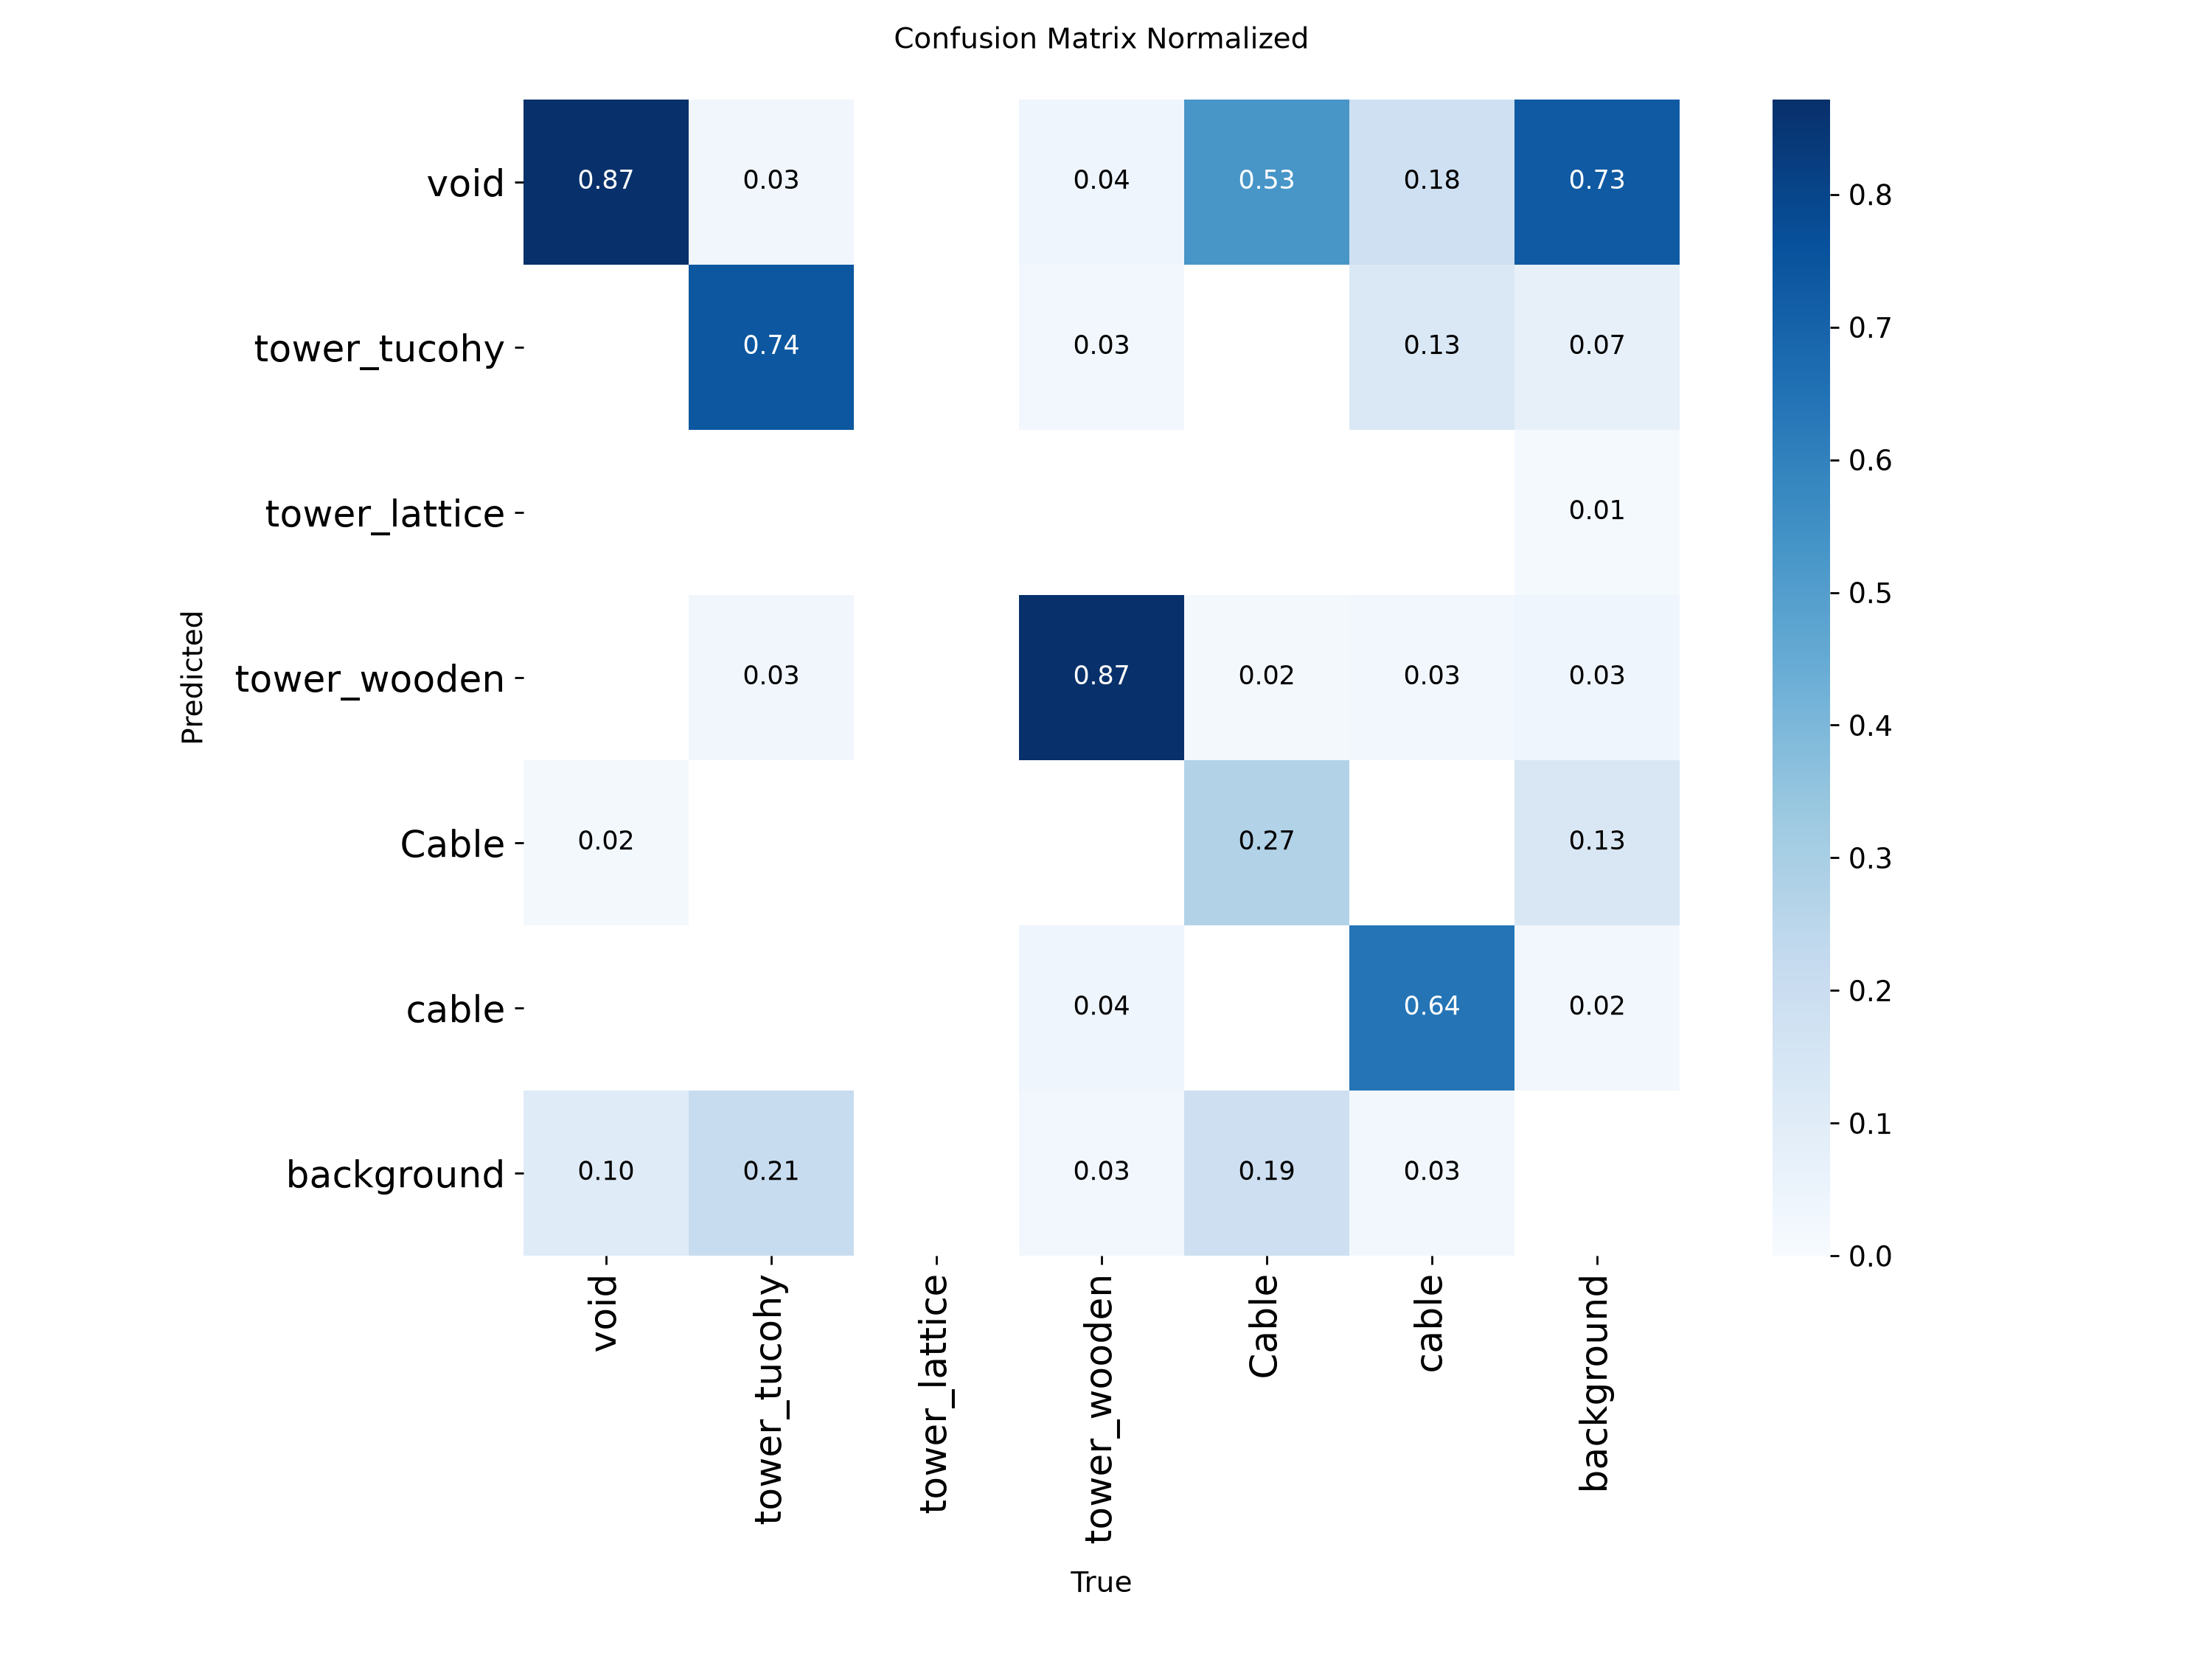 Confusion Matrix Normalized
void 0.87 0.03 0.04 0.53 0.18 0.73
tower_tucohy 0.74 0.03 0.13 0.07
tower_lattice 0.01
tower_wooden 0.03 0.87 0.02 0.03 0.03
Cable 0.02 0.27 0.13
cable 0.04 0.64 0.02
background 0.10 0.21 0.03 0.19 0.03
Predicted
void
tower_tucohy
tower_lattice
tower_wooden
Cable
cable
background
True
0.8
0.7
0.6
0.5
0.4
0.3
0.2
0.1
0.0